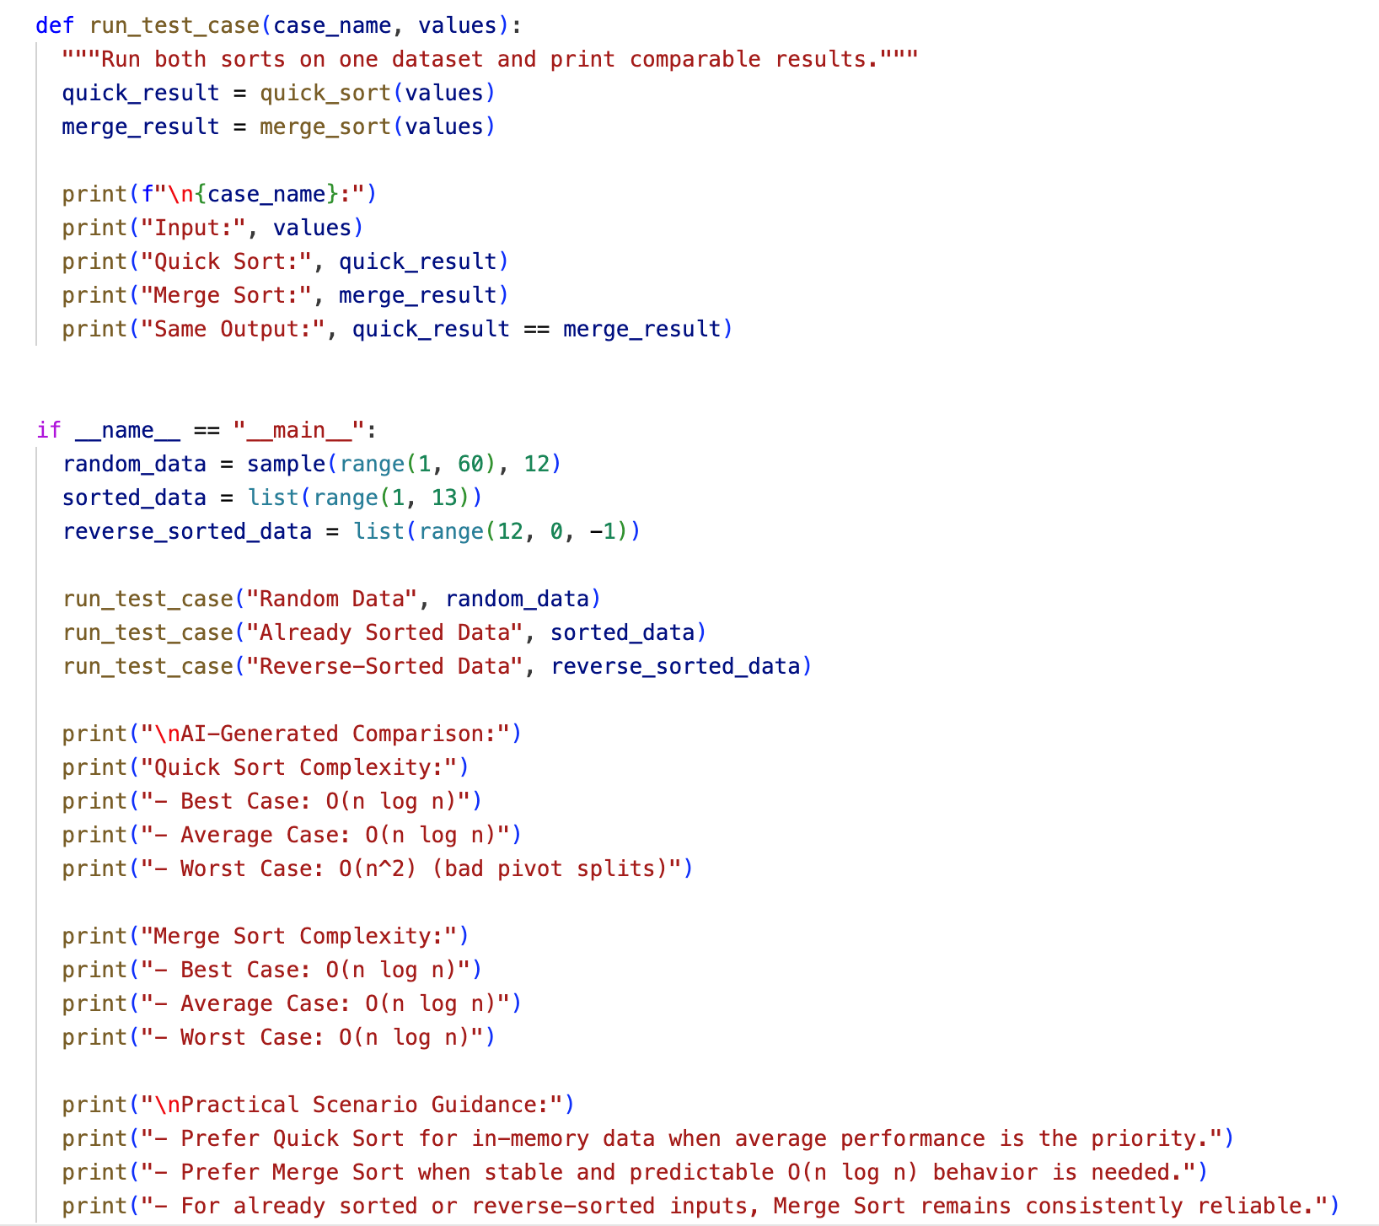 def run_test_case(case_name, values):
"""Run both sorts on one dataset and print comparable results."""
quick_result = quick_sort(values)
merge_result = merge_sort(values)
print(f"\n{case_name}:")
print("Input:", values)
print("Quick Sort:", quick_result)
print("Merge Sort:", merge_result)
print("Same Output:", quick_result == merge_result)
if __name__ == "__main__":
random_data = sample(range(1, 60), 12)
sorted_data = list(range(1, 13))
reverse_sorted_data = list(range(12, 0, -1))
run_test_case("Random Data", random_data)
run_test_case("Already Sorted Data", sorted_data)
run_test_case("Reverse-Sorted Data", reverse_sorted_data)
print("\nAI-Generated Comparison:")
print("Quick Sort Complexity:")
print("- Best Case: O(n log n)")
print("- Average Case: O(n log n)")
print("- Worst Case: O(n^2) (bad pivot splits)")
print("Merge Sort Complexity:")
print("- Best Case: O(n log n)")
print("- Average Case: O(n log n)")
print("- Worst Case: O(n log n)")
print("\nPractical Scenario Guidance:")
print("- Prefer Quick Sort for in-memory data when average performance is the priority.")
print("- Prefer Merge Sort when stable and predictable O(n log n) behavior is needed.")
print("- For already sorted or reverse-sorted inputs, Merge Sort remains consistently reliable.")